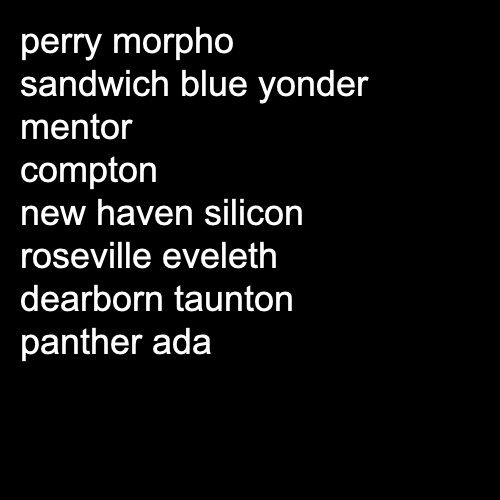 perry morpho
sandwich blue yonder
mentor
compton
new haven silicon
roseville eveleth
dearborn taunton
panther ada